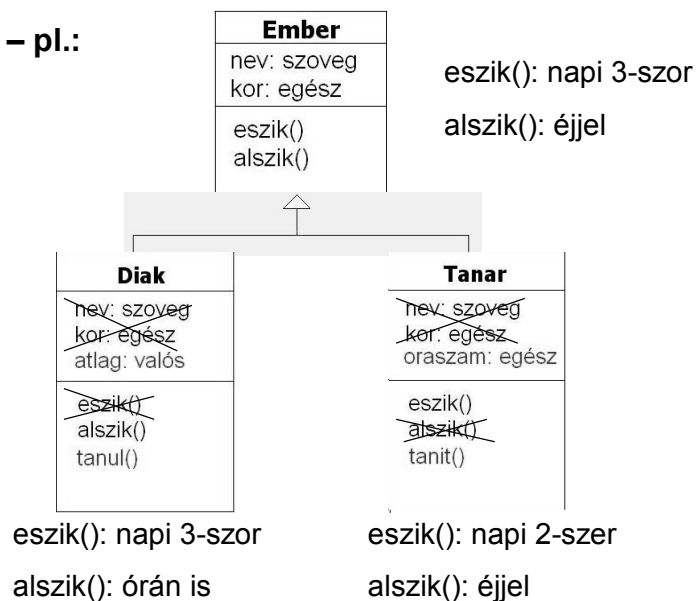 – pl.:
Ember
nev: szoveg
kor: egész
eszik()
alszik()
eszik(): napi 3-szor
alszik(): éjjel
Diak
nev: szoveg
kor: egész
atlag: valós
eszik()
alszik()
tanul()
Tanar
nev: szoveg
kor: egész
oraszam: egész
eszik()
alszik()
tanit()
eszik(): napi 3-szor
alszik(): órán is
eszik(): napi 2-szer
alszik(): éjjel